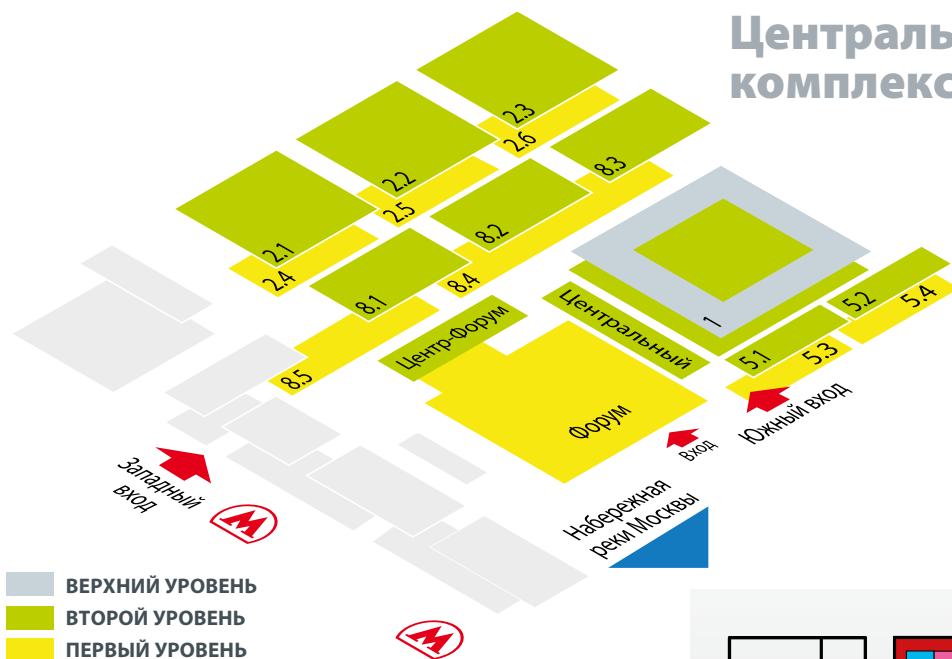 Централь
комплекс
2.3
2.6
2.2
2.5
8.3
2.1
2.4
8.2
8.4
8.1
8.5
1
5.2
5.4
5.1
5.3
Центр-Форум
Центральный
Форум
Вход
Южный вход
Западный
вход
М
Набережная
реки Москвы
ВЕРХНИЙ УРОВЕНЬ
ВТОРОЙ УРОВЕНЬ
ПЕРВЫЙ УРОВЕНЬ
М